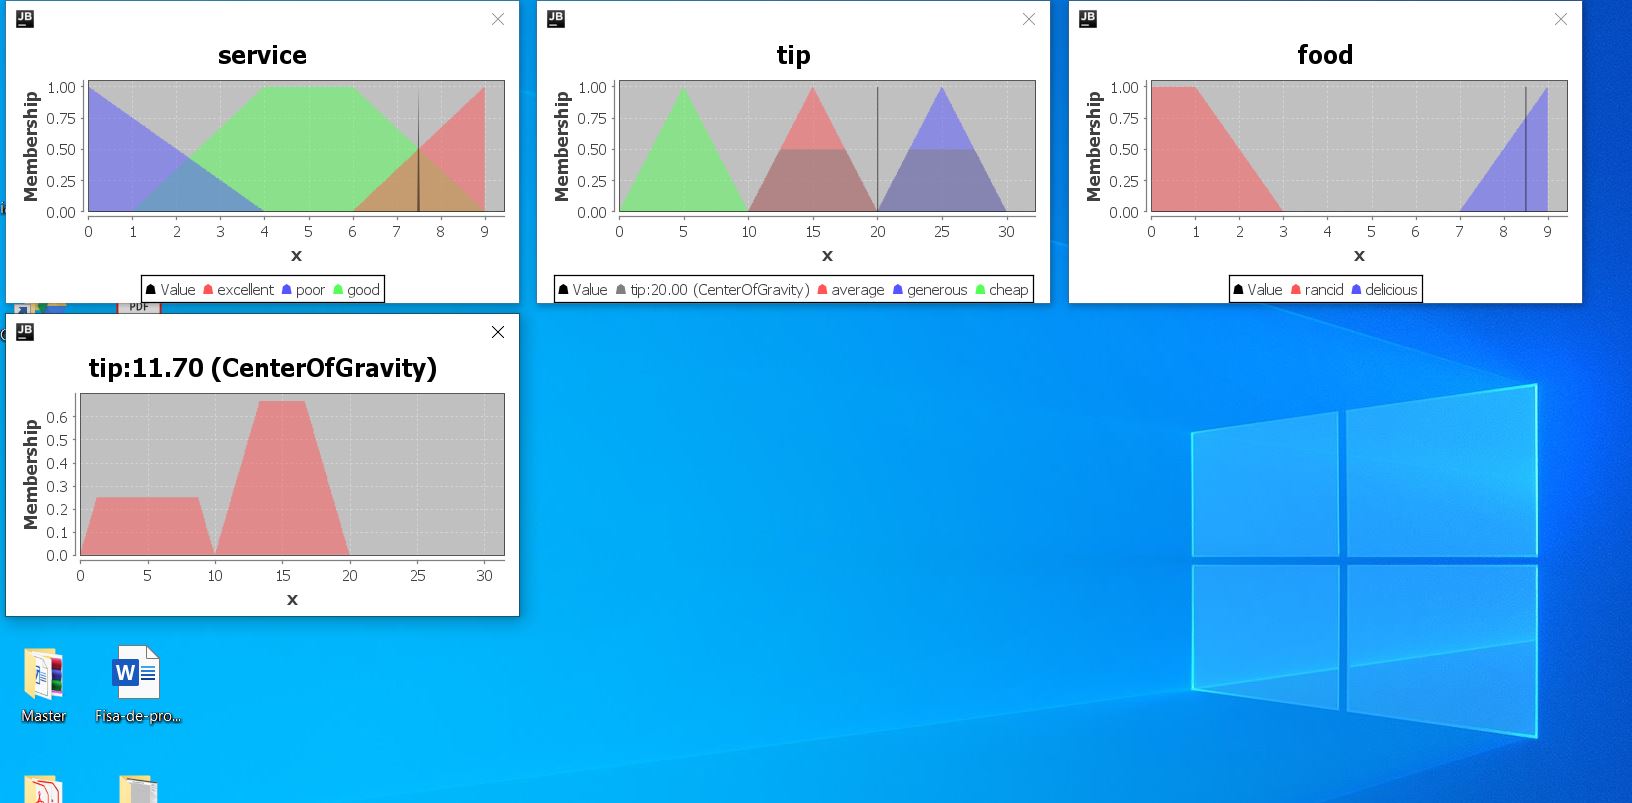 JB
service
Membership
1.00
0.75
0.50
0.25
0.00
0 1 2 3 4 5 6 7 8 9
x
Value excellent poor good
JB
tip
Membership
1.00
0.75
0.50
0.25
0.00
0 5 10 15 20 25 30
x
Value tip:20.00 (CenterOfGravity) average generous cheap
JB
food
Membership
1.00
0.75
0.50
0.25
0.00
0 1 2 3 4 5 6 7 8 9
x
Value rancid delicious
PDF
JB
tip:11.70 (CenterOfGravity)
Membership
0.6
0.5
0.4
0.3
0.2
0.1
0.0
0 5 10 15 20 25 30
x
W
Master
Fisa-de-pro...